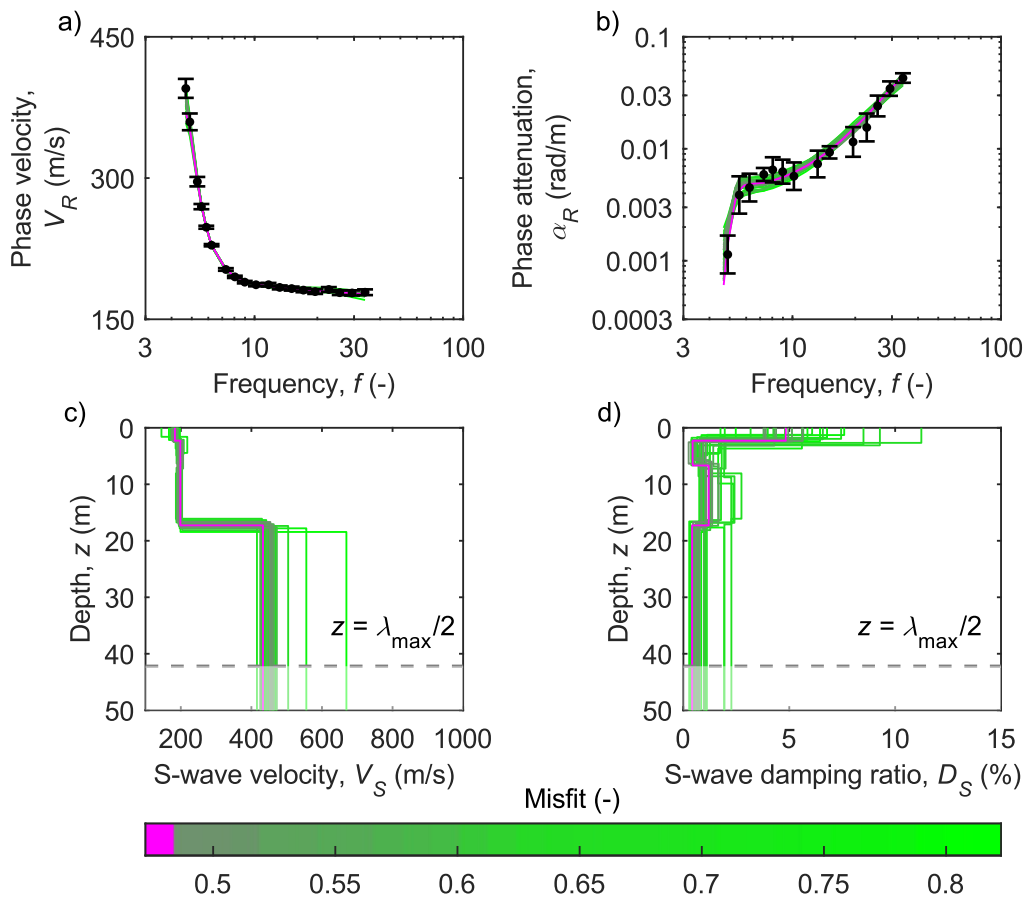 a)
450
300
150
3
10
30
100
Phase velocity,
V_R (m/s)
Frequency, f (-)
b)
0.1
0.03
0.01
0.003
0.001
0.0003
3
10
30
100
Phase attenuation,
α_R (rad/m)
Frequency, f (-)
c)
0
10
20
30
40
50
Depth, z (m)
z = λ_max/2
200
400
600
800
1000
S-wave velocity, V_S (m/s)
d)
0
10
20
30
40
50
Depth, z (m)
z = λ_max/2
0
5
10
15
S-wave damping ratio, D_S (%)
Misfit (-)
0.5
0.55
0.6
0.65
0.7
0.75
0.8